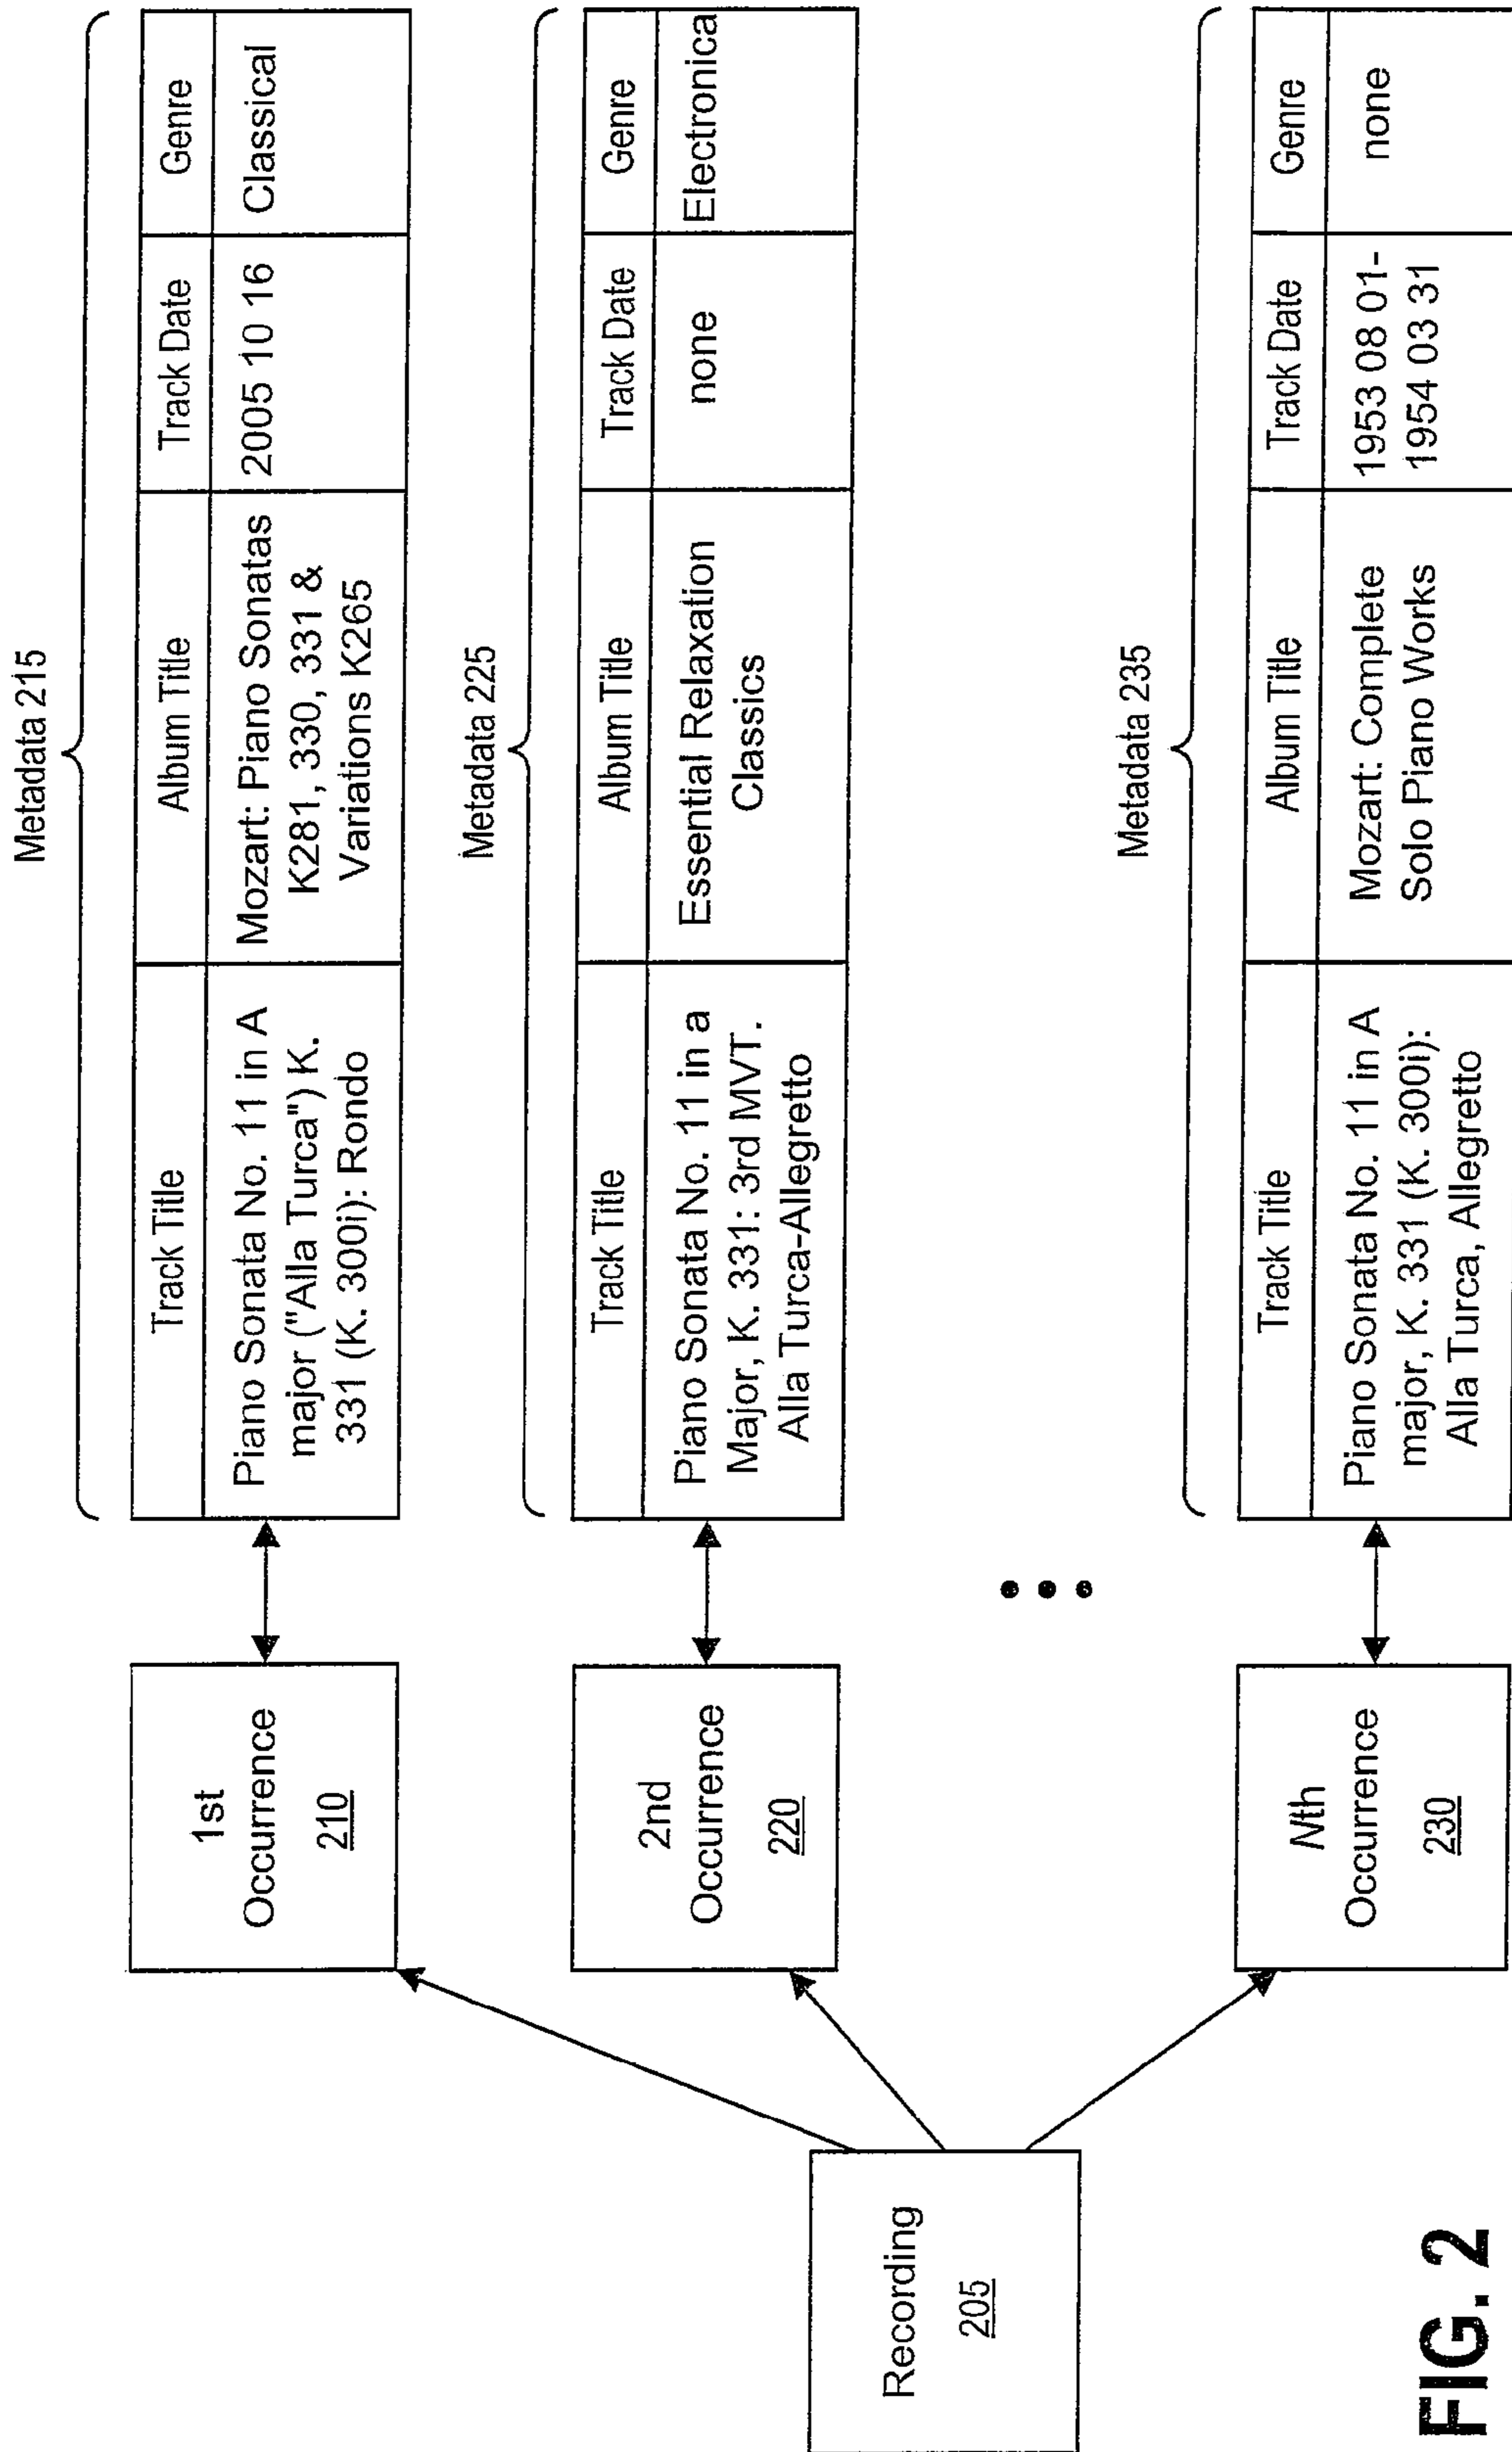 Metadata 215
Track Title
Album Title
Track Date
Genre
Piano Sonata No. 11 in A
major ("Alla Turca") K.
331 (K. 300i): Rondo
Mozart: Piano Sonatas
K281, 330, 331 &
Variations K265
2005 10 16
Classical
1st
Occurrence
210
Metadata 225
Track Title
Album Title
Track Date
Genre
Piano Sonata No. 11 in a
Major, K. 331: 3rd MVT.
Alla Turca-Allegretto
Essential Relaxation
Classics
none
Electronica
2nd
Occurrence
220
Recording
205
Metadata 235
Track Title
Album Title
Track Date
Genre
Piano Sonata No. 11 in A
major, K. 331 (K. 300i):
Alla Turca, Allegretto
Mozart: Complete
Solo Piano Works
1953 08 01-
1954 03 31
none
Nth
Occurrence
230
FIG. 2